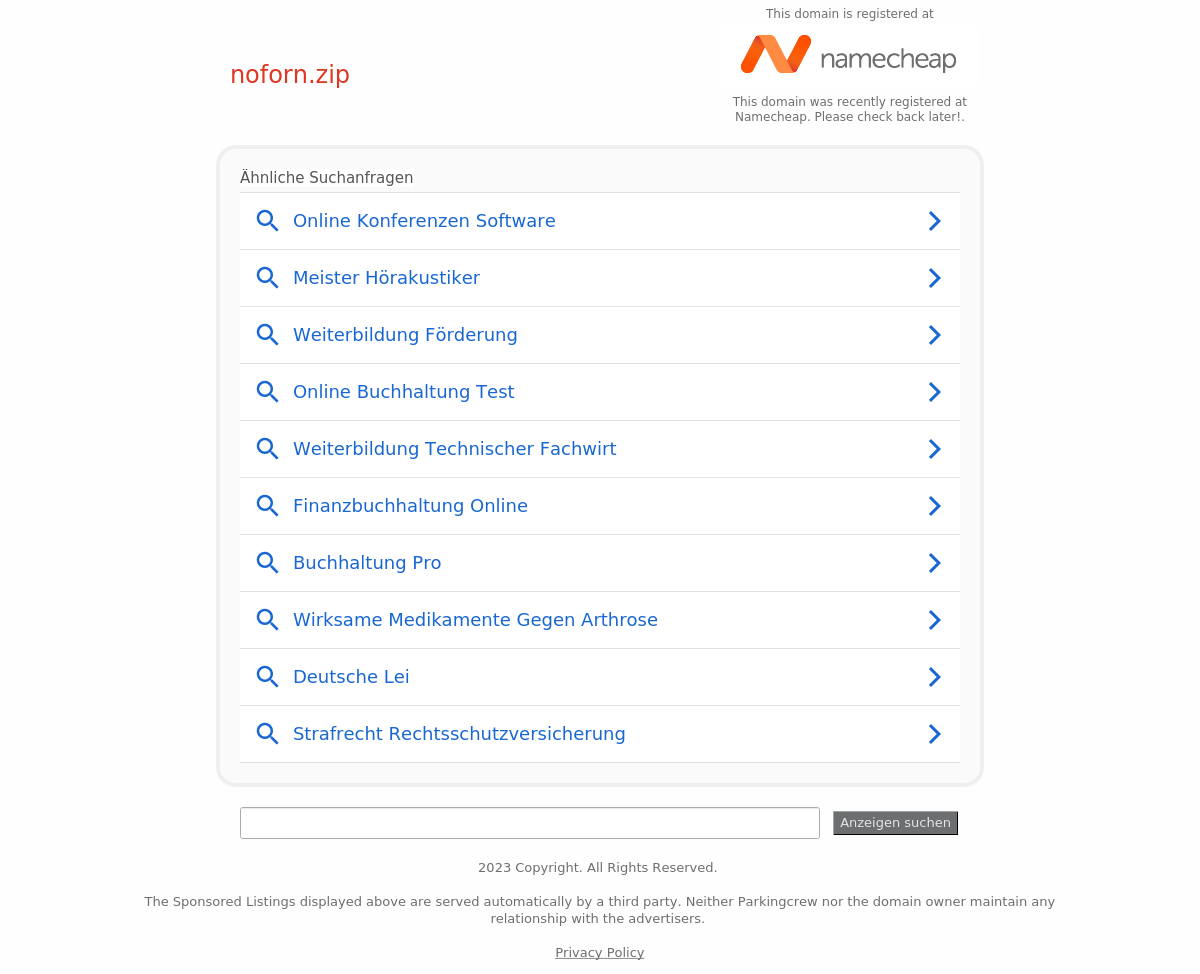 This domain is registered at
namecheap
noforn.zip
This domain was recently registered at
Namecheap. Please check back later!.
Ähnliche Suchanfragen
Online Konferenzen Software
Meister Hörakustiker
Weiterbildung Förderung
Online Buchhaltung Test
Weiterbildung Technischer Fachwirt
Finanzbuchhaltung Online
Buchhaltung Pro
Wirksame Medikamente Gegen Arthrose
Deutsche Lei
Strafrecht Rechtsschutzversicherung
Anzeigen suchen
2023 Copyright. All Rights Reserved.
The Sponsored Listings displayed above are served automatically by a third party. Neither Parkingcrew nor the domain owner maintain any
relationship with the advertisers.
Privacy Policy